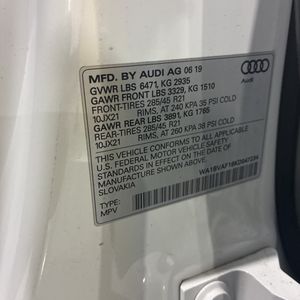 MFD. BY AUDI AG 06 19
GVWR LBS 6471, KG 2935
GAWR FRONT LBS 3329, KG 1510
FRONT-TIRES 285/45 R21
10JX21 RIMS, AT 240 KPA 35 PSI COLD
GAWR REAR LBS 3891, KG 1765
REAR-TIRES 285/45 R21
10JX21 RIMS, AT 260 KPA 38 PSI COLD
THIS VEHICLE CONFORMS TO ALL APPLICABLE
U.S. FEDERAL MOTOR VEHICLE SAFETY
STANDARDS IN EFFECT ON THE DATE OF
MANUFACTURE SHOWN ABOVE.
SLOVAKIA
TYPE:
MPV
Audi